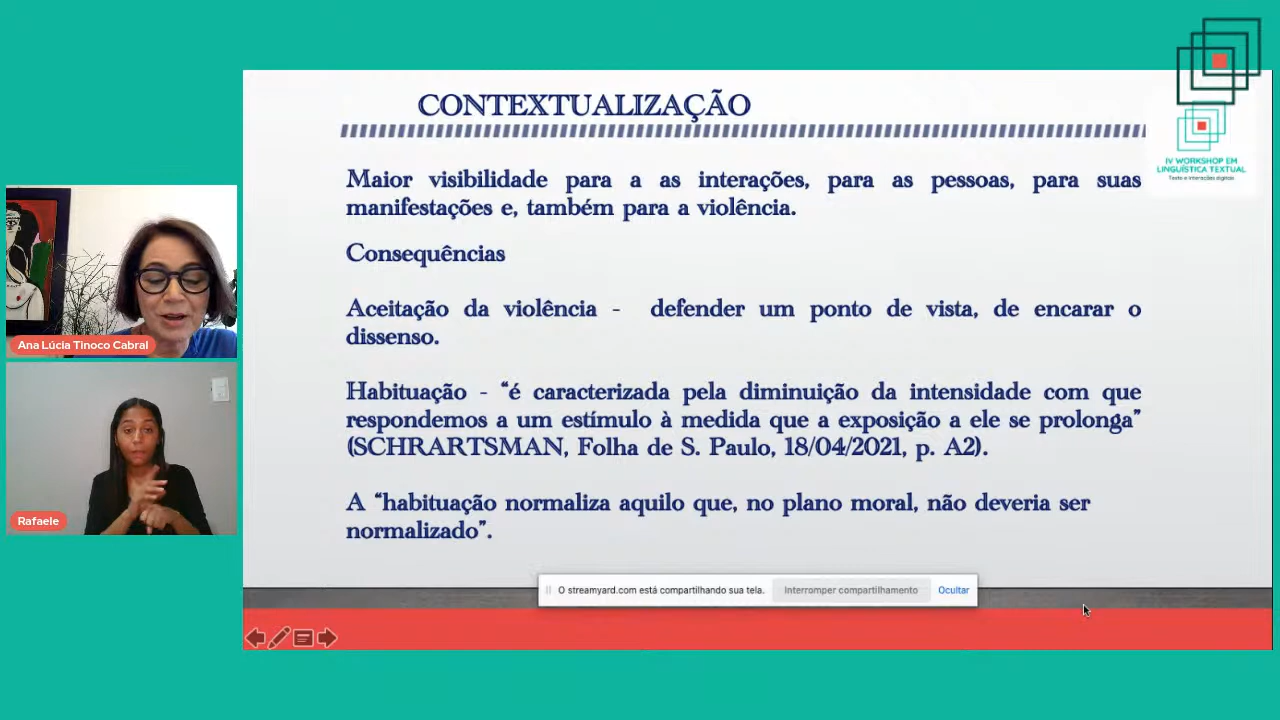 CONTEXTUALIZAÇÃO
IV WORKSHOP EM
LINGUÍSTICA TEXTUAL
Texto e interações digitais
Maior visibilidade para a as interações, para as pessoas, para suas
manifestações e, também para a violência.
Consequências
Aceitação da violência - defender um ponto de vista, de encarar o
dissenso.
Habituação - “é caracterizada pela diminuição da intensidade com que
respondemos a um estímulo à medida que a exposição a ele se prolonga”
(SCHRARTSMAN, Folha de S. Paulo, 18/04/2021, p. A2).
A “habituação normaliza aquilo que, no plano moral, não deveria ser
normalizado”.
Ana Lúcia Tinoco Cabral
Rafaele
O streamyard.com está compartilhando sua tela. Interromper compartilhamento Ocultar